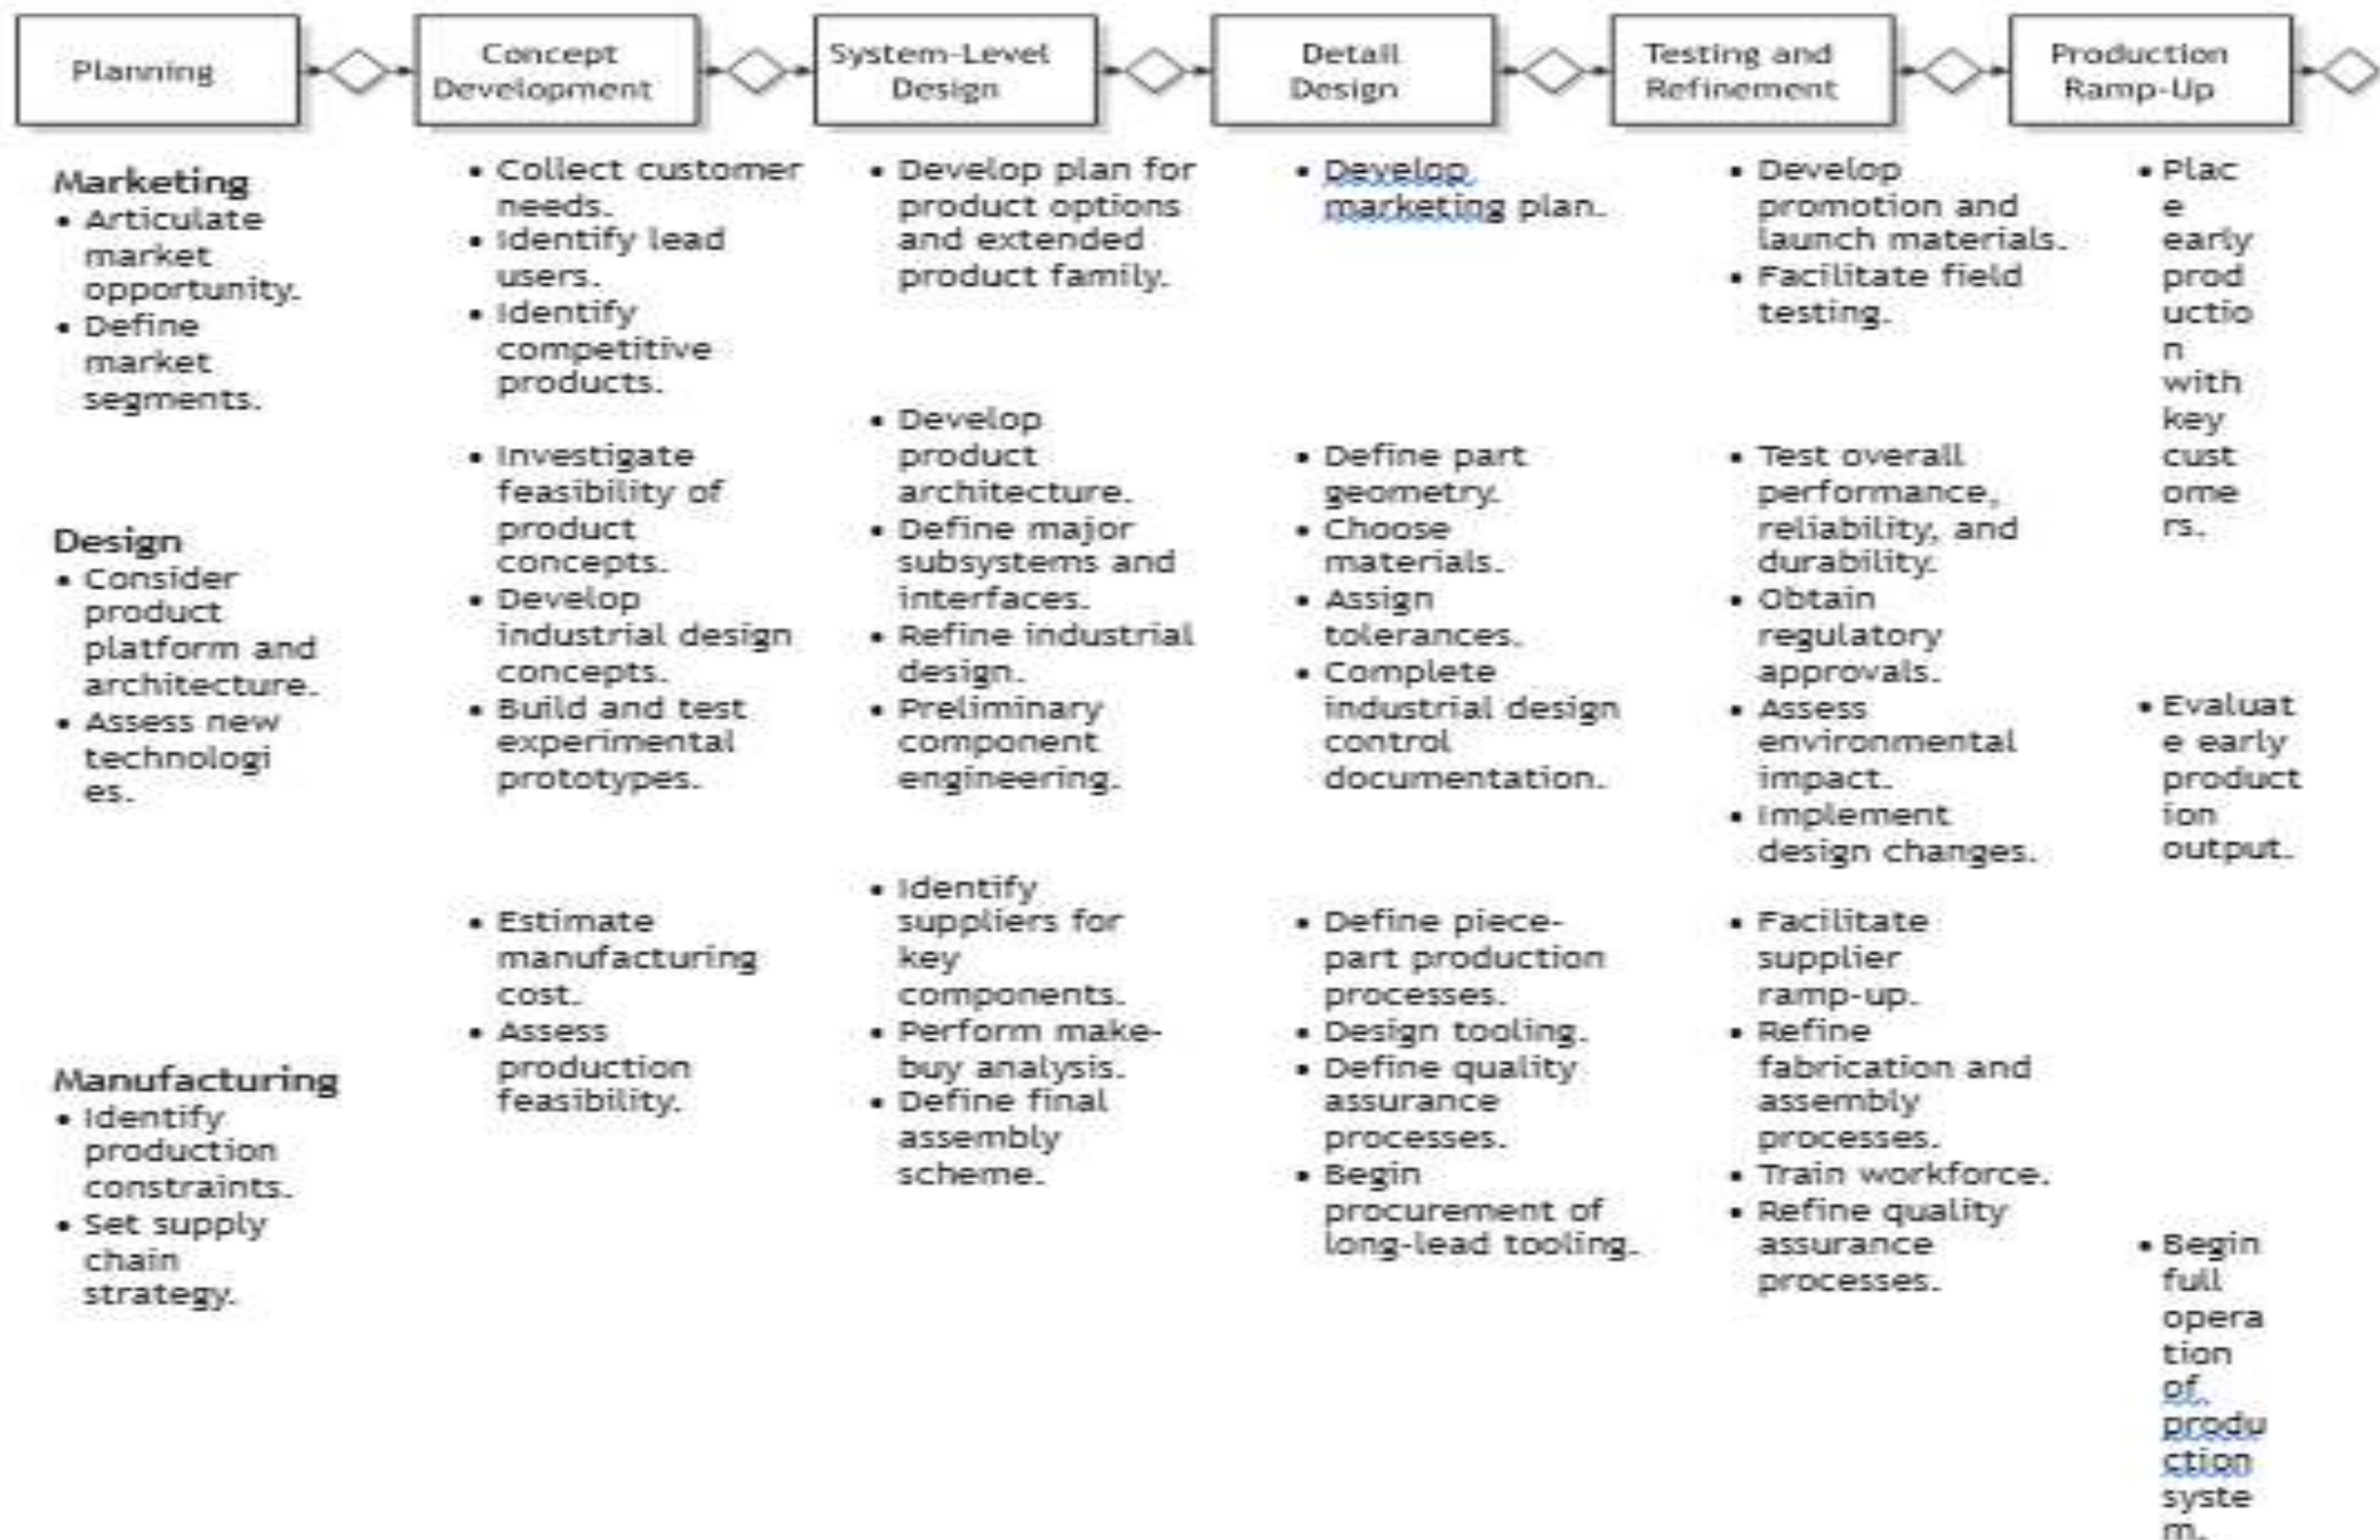 Planning
Concept
Development
System-Level
Design
Detail
Design
Testing and
Refinement
Production
Ramp-Up
Marketing
• Articulate
market
opportunity.
• Define
market
segments.
Design
• Consider
product
platform and
architecture.
• Assess new
technologi
es.
Manufacturing
• Identify
production
constraints.
• Set supply
chain
strategy.
• Collect customer
needs.
• Identify lead
users.
• Identify
competitive
products.
• Investigate
feasibility of
product
concepts.
• Develop
industrial design
concepts.
• Build and test
experimental
prototypes.
• Estimate
manufacturing
cost.
• Assess
production
feasibility.
• Develop plan for
product options
and extended
product family.
• Develop
product
architecture.
• Define major
subsystems and
interfaces.
• Refine industrial
design.
• Preliminary
component
engineering.
• Identify
suppliers for
key
components.
• Perform make-
buy analysis.
• Define final
assembly
scheme.
• Develop
marketing plan.
• Define part
geometry.
• Choose
materials.
• Assign
tolerances.
• Complete
industrial design
control
documentation.
• Define piece-
part production
processes.
• Design tooling.
• Define quality
assurance
processes.
• Begin
procurement of
long-lead tooling.
• Develop
promotion and
launch materials.
• Facilitate field
testing.
• Test overall
performance,
reliability, and
durability.
• Obtain
regulatory
approvals.
• Assess
environmental
impact.
• Implement
design changes.
• Facilitate
supplier
ramp-up.
• Refine
fabrication and
assembly
processes.
• Train workforce.
• Refine quality
assurance
processes.
• Plac
e
early
prod
uctio
n
with
key
cust
ome
rs.
• Evaluat
e early
product
ion
output.
• Begin
full
opera
tion
of
produ
ction
syste
m.